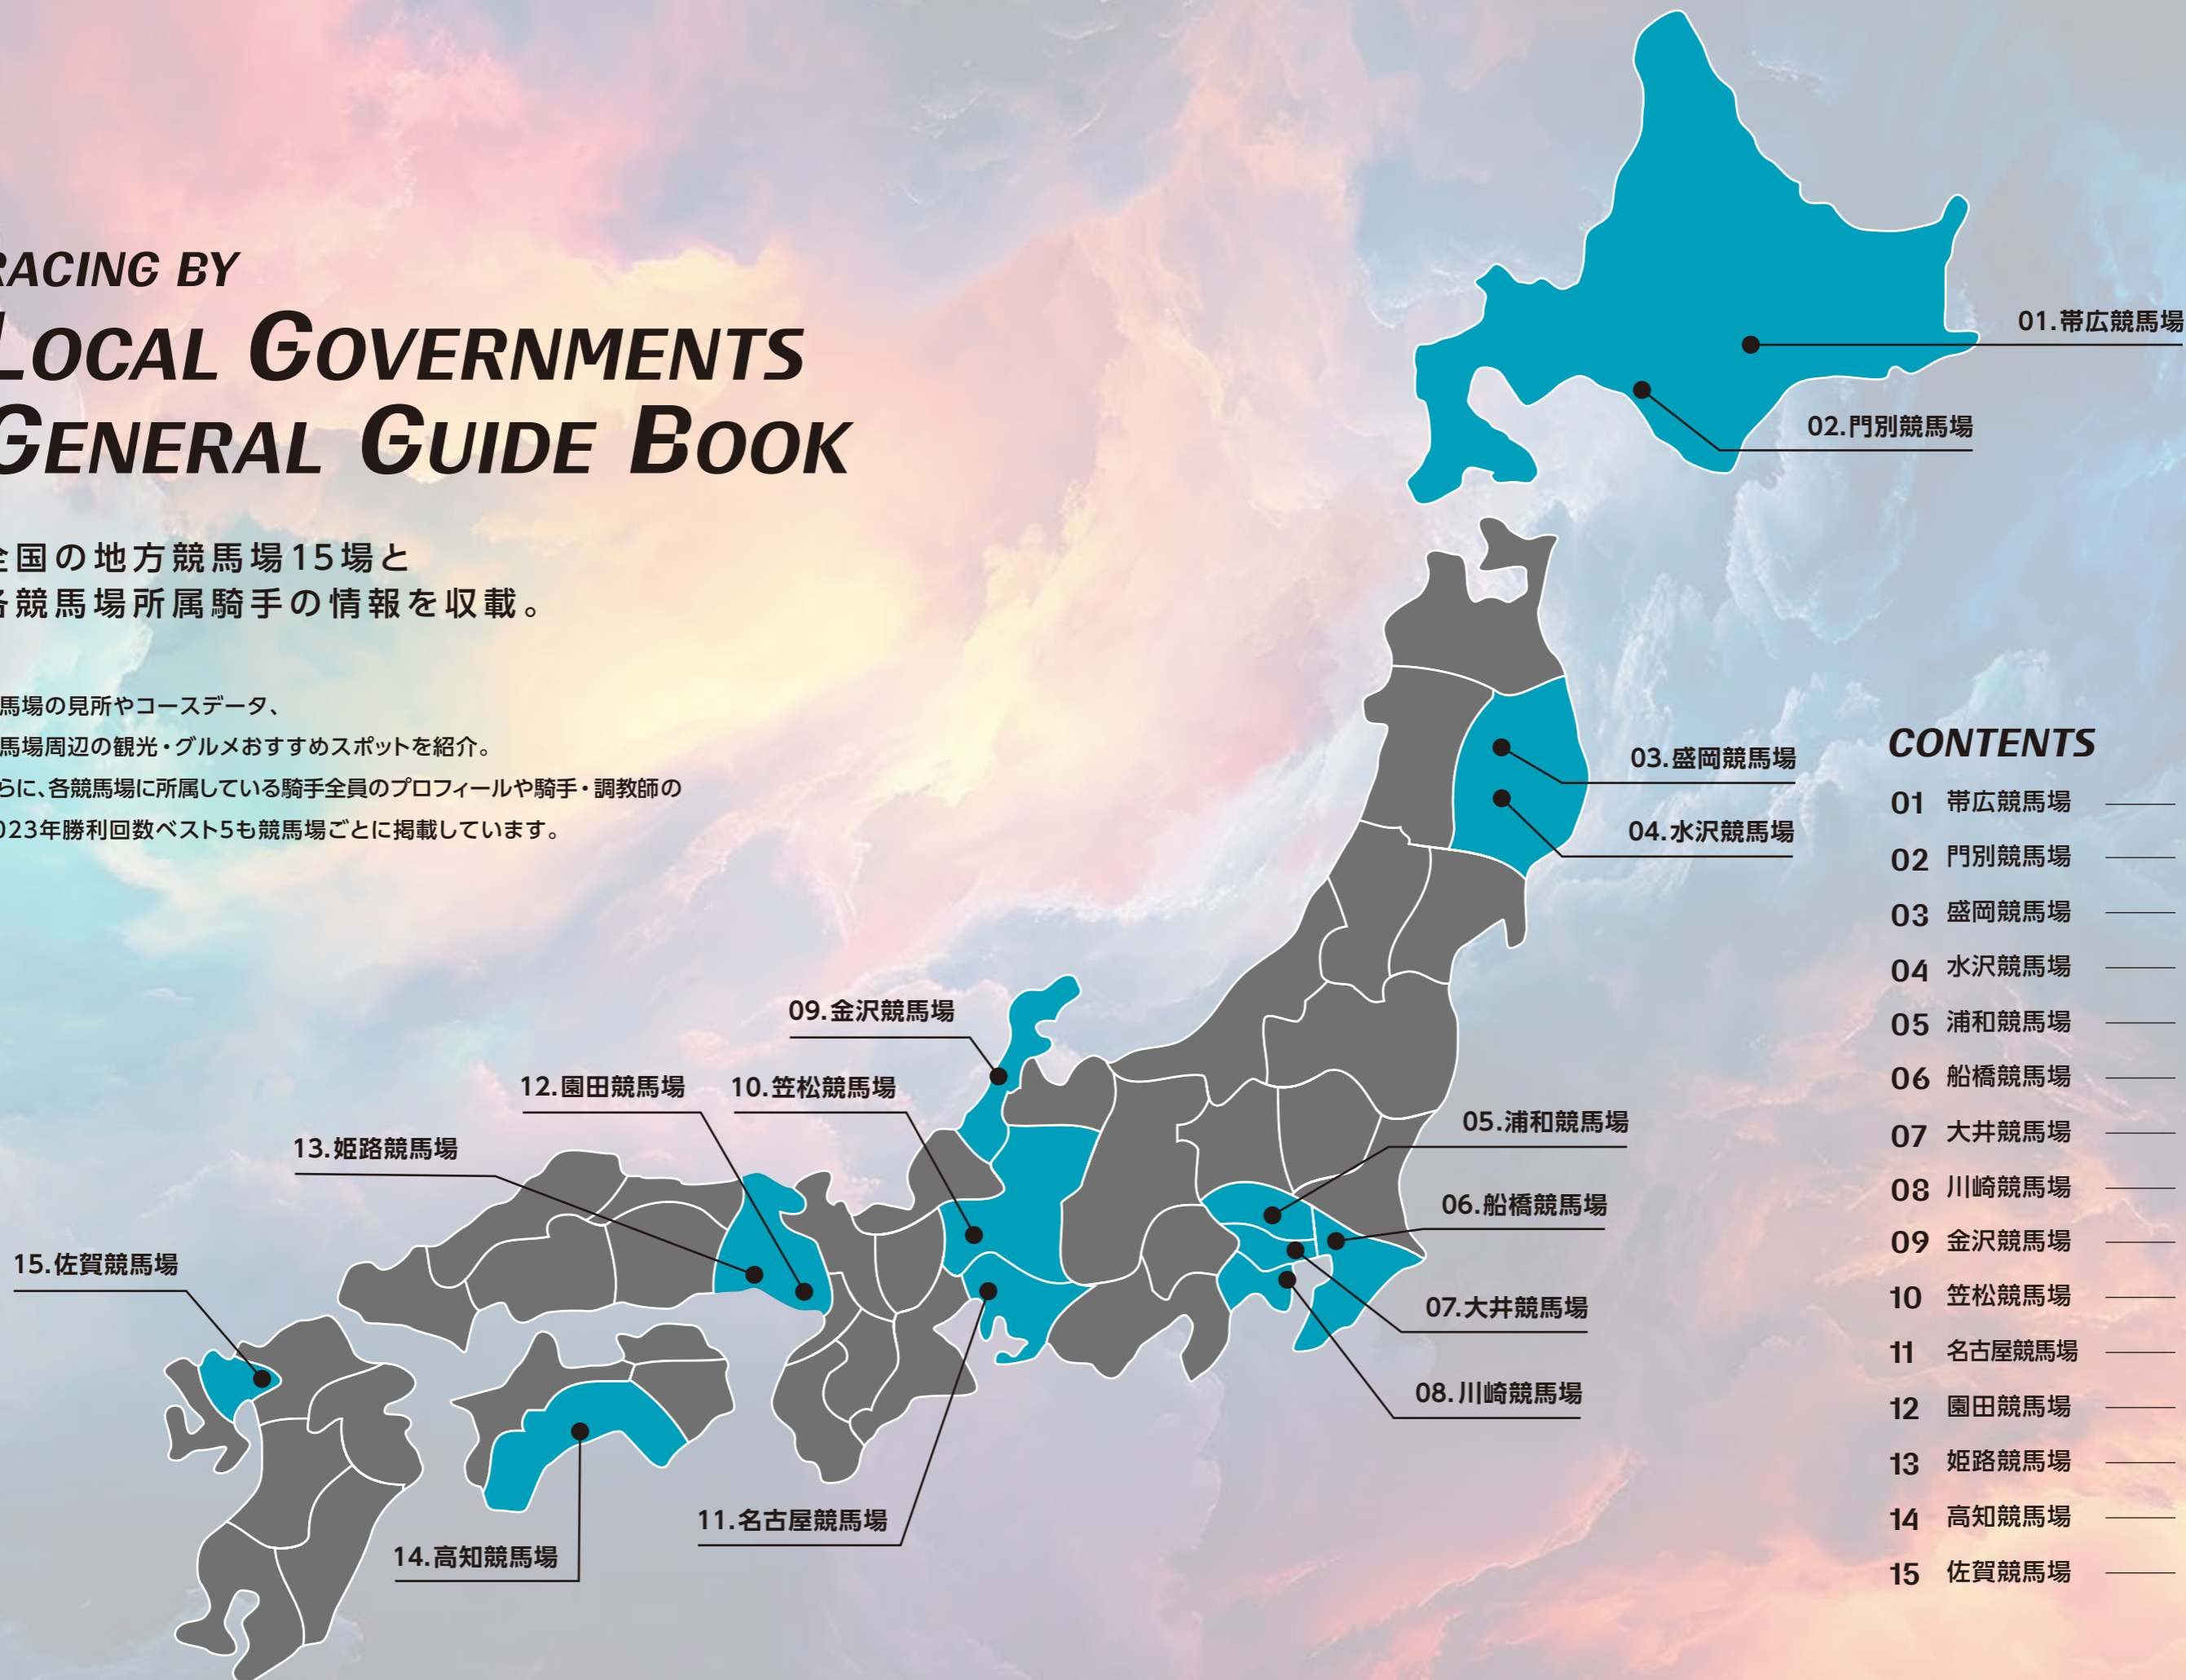 RACING BY
LOCAL GOVERNMENTS
GENERAL GUIDE BOOK
全国の地方競馬場15場と
各競馬場所属騎手の情報を収載。
馬場の見所やコースデータ、
馬場周辺の観光・グルメおすすめスポットを紹介。
らに、各競馬場に所属している騎手全員のプロフィールや騎手・調教師の
023年勝利回数ベスト5も競馬場ごとに掲載しています。
01.帯広競馬場
02.門別競馬場
03.盛岡競馬場
04.水沢競馬場
09.金沢競馬場
12.園田競馬場
10.笠松競馬場
13.姫路競馬場
05.浦和競馬場
06.船橋競馬場
15.佐賀競馬場
07.大井競馬場
08.川崎競馬場
11.名古屋競馬場
14.高知競馬場
CONTENTS
01 帯広競馬場
02 門別競馬場
03 盛岡競馬場
04 水沢競馬場
05 浦和競馬場
06 船橋競馬場
07 大井競馬場
08 川崎競馬場
09 金沢競馬場
10 笠松競馬場
11 名古屋競馬場
12 園田競馬場
13 姫路競馬場
14 高知競馬場
15 佐賀競馬場